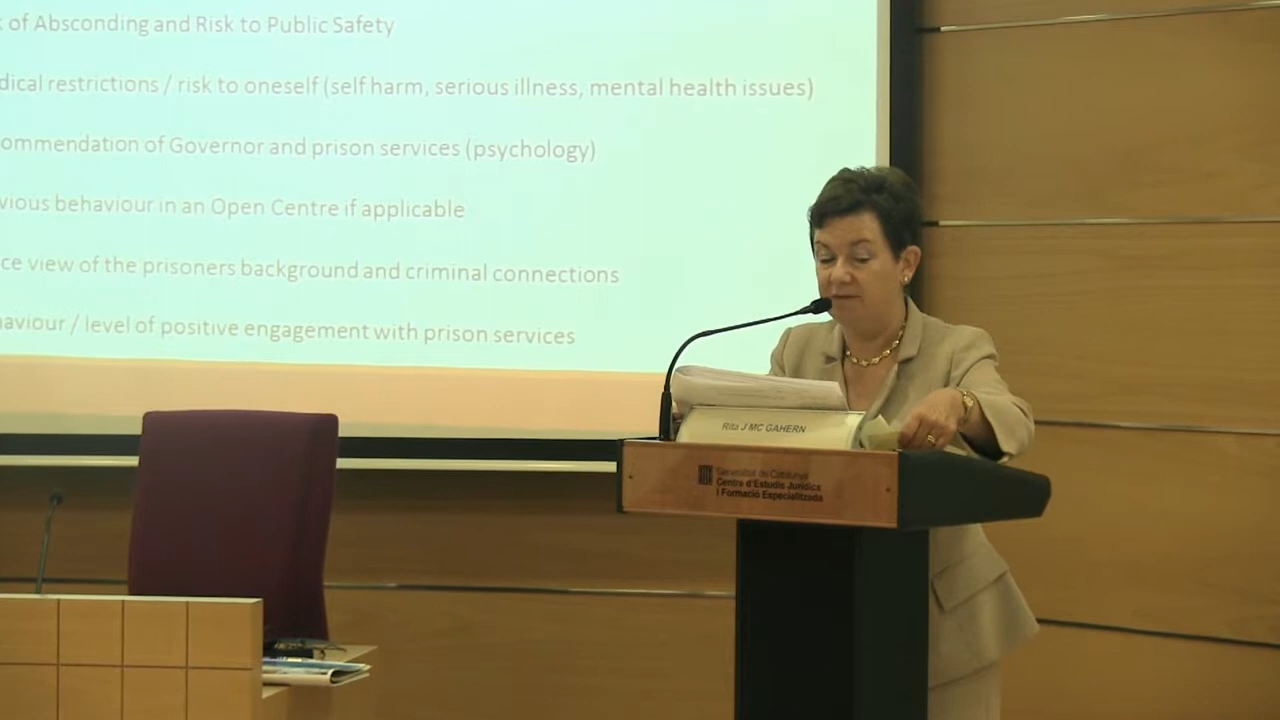 of Absconding and Risk to Public Safety
dical restrictions / risk to oneself (self harm, serious illness, mental health issues)
ommendation of Governor and prison services (psychology)
vious behaviour in an Open Centre if applicable
ce view of the prisoners background and criminal connections
aviour / level of positive engagement with prison services
Rita J MC GAHERN
Generalitat de Catalunya
Centre d'Estudis Jurídics
i Formació Especialitzada